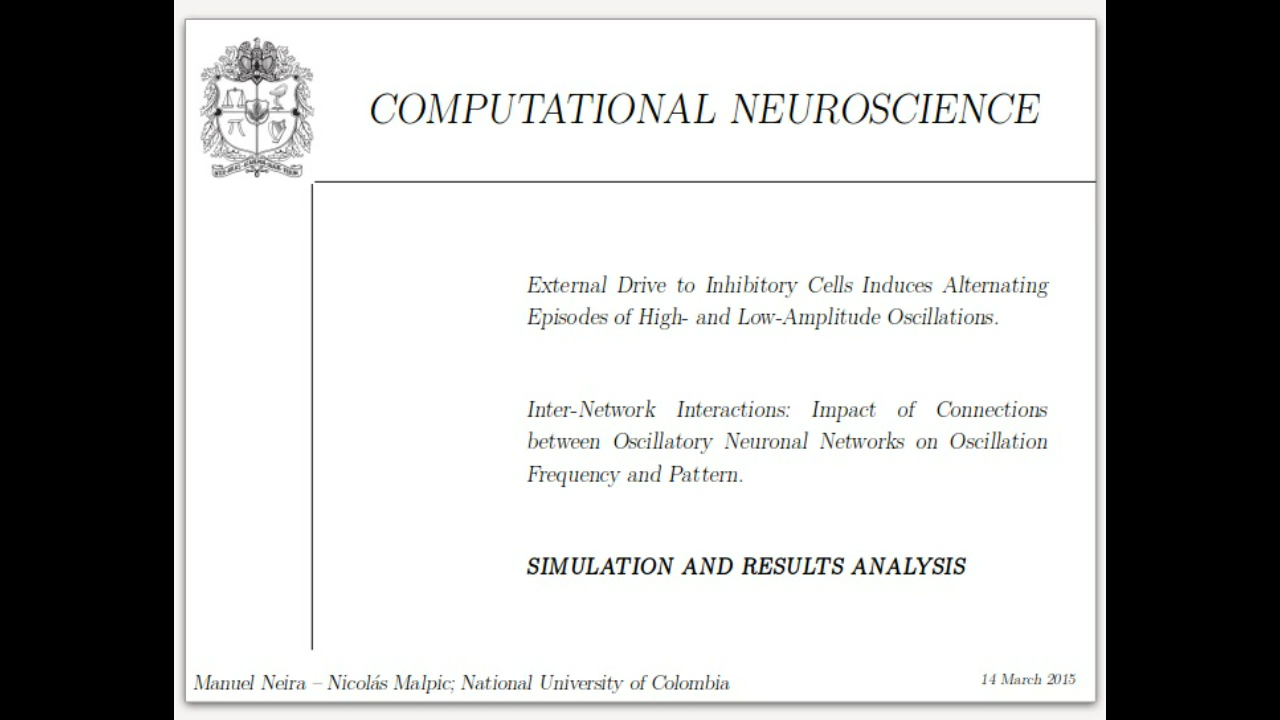 COMPUTATIONAL NEUROSCIENCE
External Drive to Inhibitory Cells Induces Alternating
Episodes of High- and Low-Amplitude Oscillations.
Inter-Network Interactions: Impact of Connections
between Oscillatory Neuronal Networks on Oscillation
Frequency and Pattern.
SIMULATION AND RESULTS ANALYSIS
Manuel Neira – Nicolás Malpic; National University of Colombia
14 March 2015